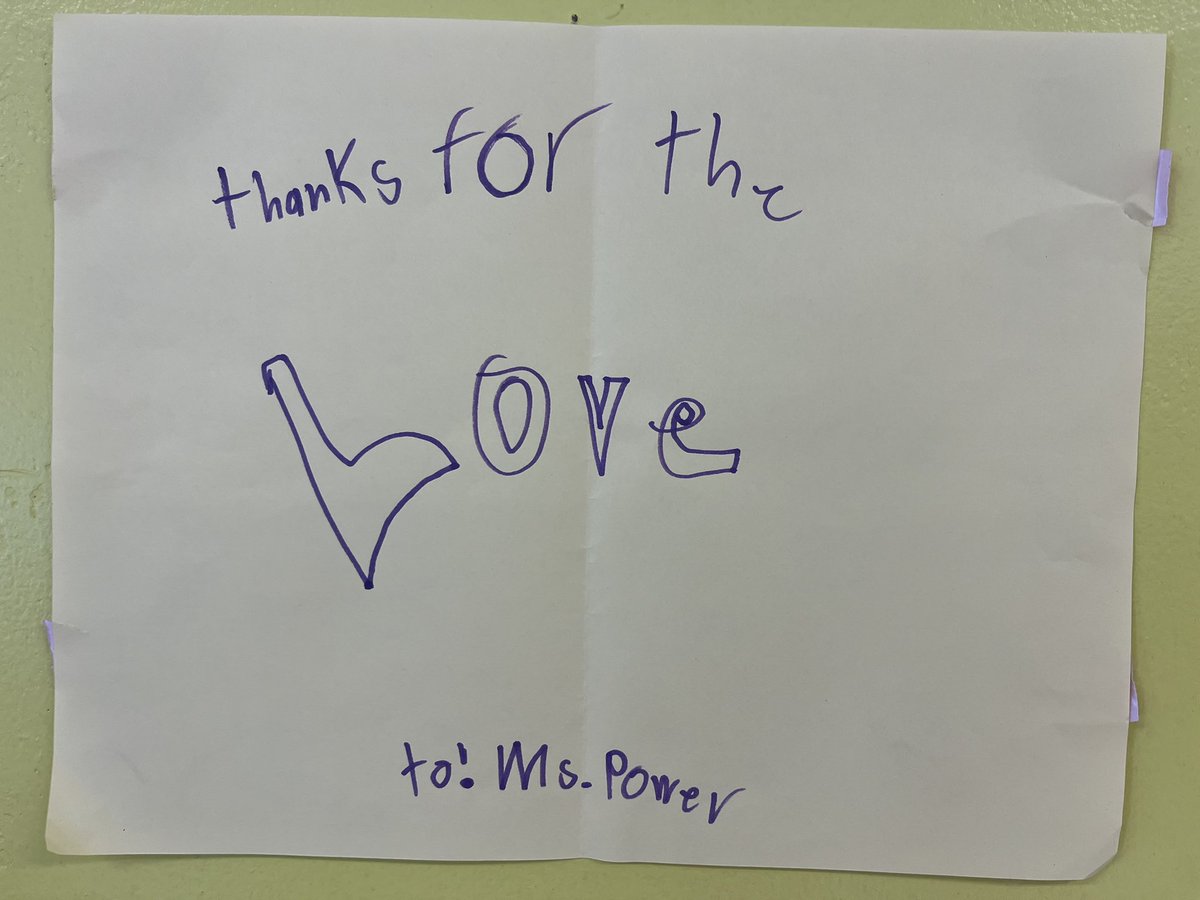 thanks for the
Love
to! Ms. Power